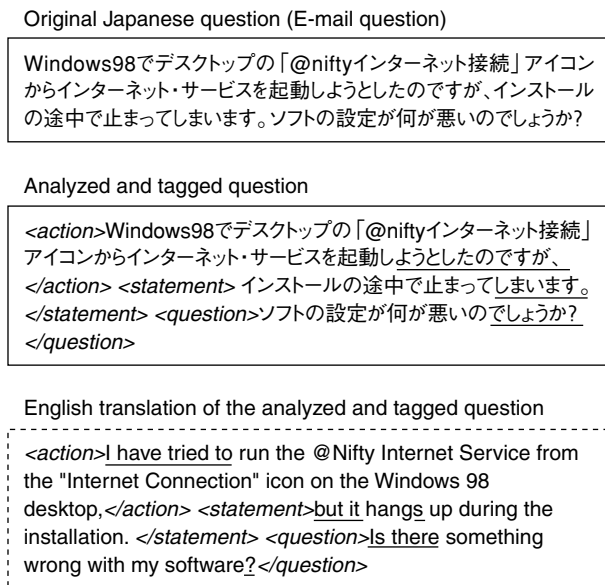 Original Japanese question (E-mail question)
Windows98でデスクトップの「@niftyインターネット接続」アイコン
からインターネット・サービスを起動しようとしたのですが、インストール
の途中で止まってしまいます。ソフトの設定が何が悪いのでしょうか?
Analyzed and tagged question
<action>Windows98でデスクトップの「@niftyインターネット接続」
アイコンからインターネット・サービスを起動しようとしたのですが、
</action> <statement> インストールの途中で止まってしまいます。
</statement> <question>ソフトの設定が何が悪いのでしょうか?
</question>
English translation of the analyzed and tagged question
<action>I have tried to run the @Nifty Internet Service from
the "Internet Connection" icon on the Windows 98
desktop,</action> <statement>but it hangs up during the
installation. </statement> <question>Is there something
wrong with my software?</question>